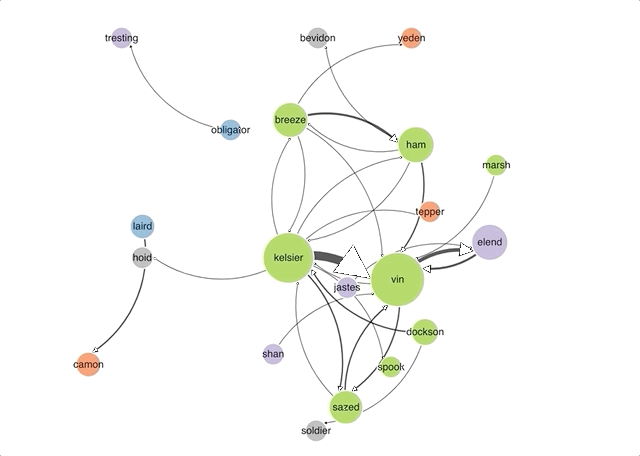 tresting
bevidon
yeden
breeze
obligator
ham
marsh
tepper
laird
elend
hoid
kelsier
vin
jastes
dockson
shan
camon
spook
sazed
soldier